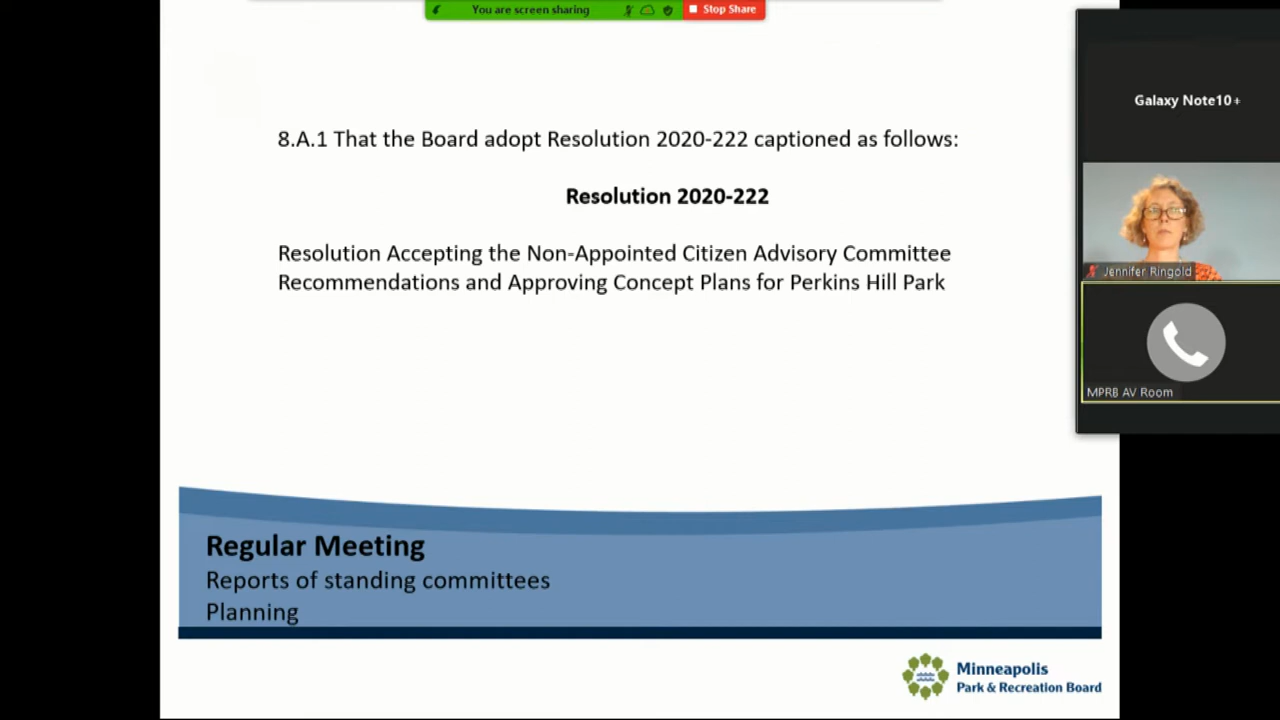 You are screen sharing
Stop Share
Galaxy Note10+
8.A.1 That the Board adopt Resolution 2020-222 captioned as follows:
Resolution 2020-222
Resolution Accepting the Non-Appointed Citizen Advisory Committee
Recommendations and Approving Concept Plans for Perkins Hill Park
Jennifer Ringold
MPRB AV Room
Regular Meeting
Reports of standing committees
Planning
Minneapolis
Park & Recreation Board